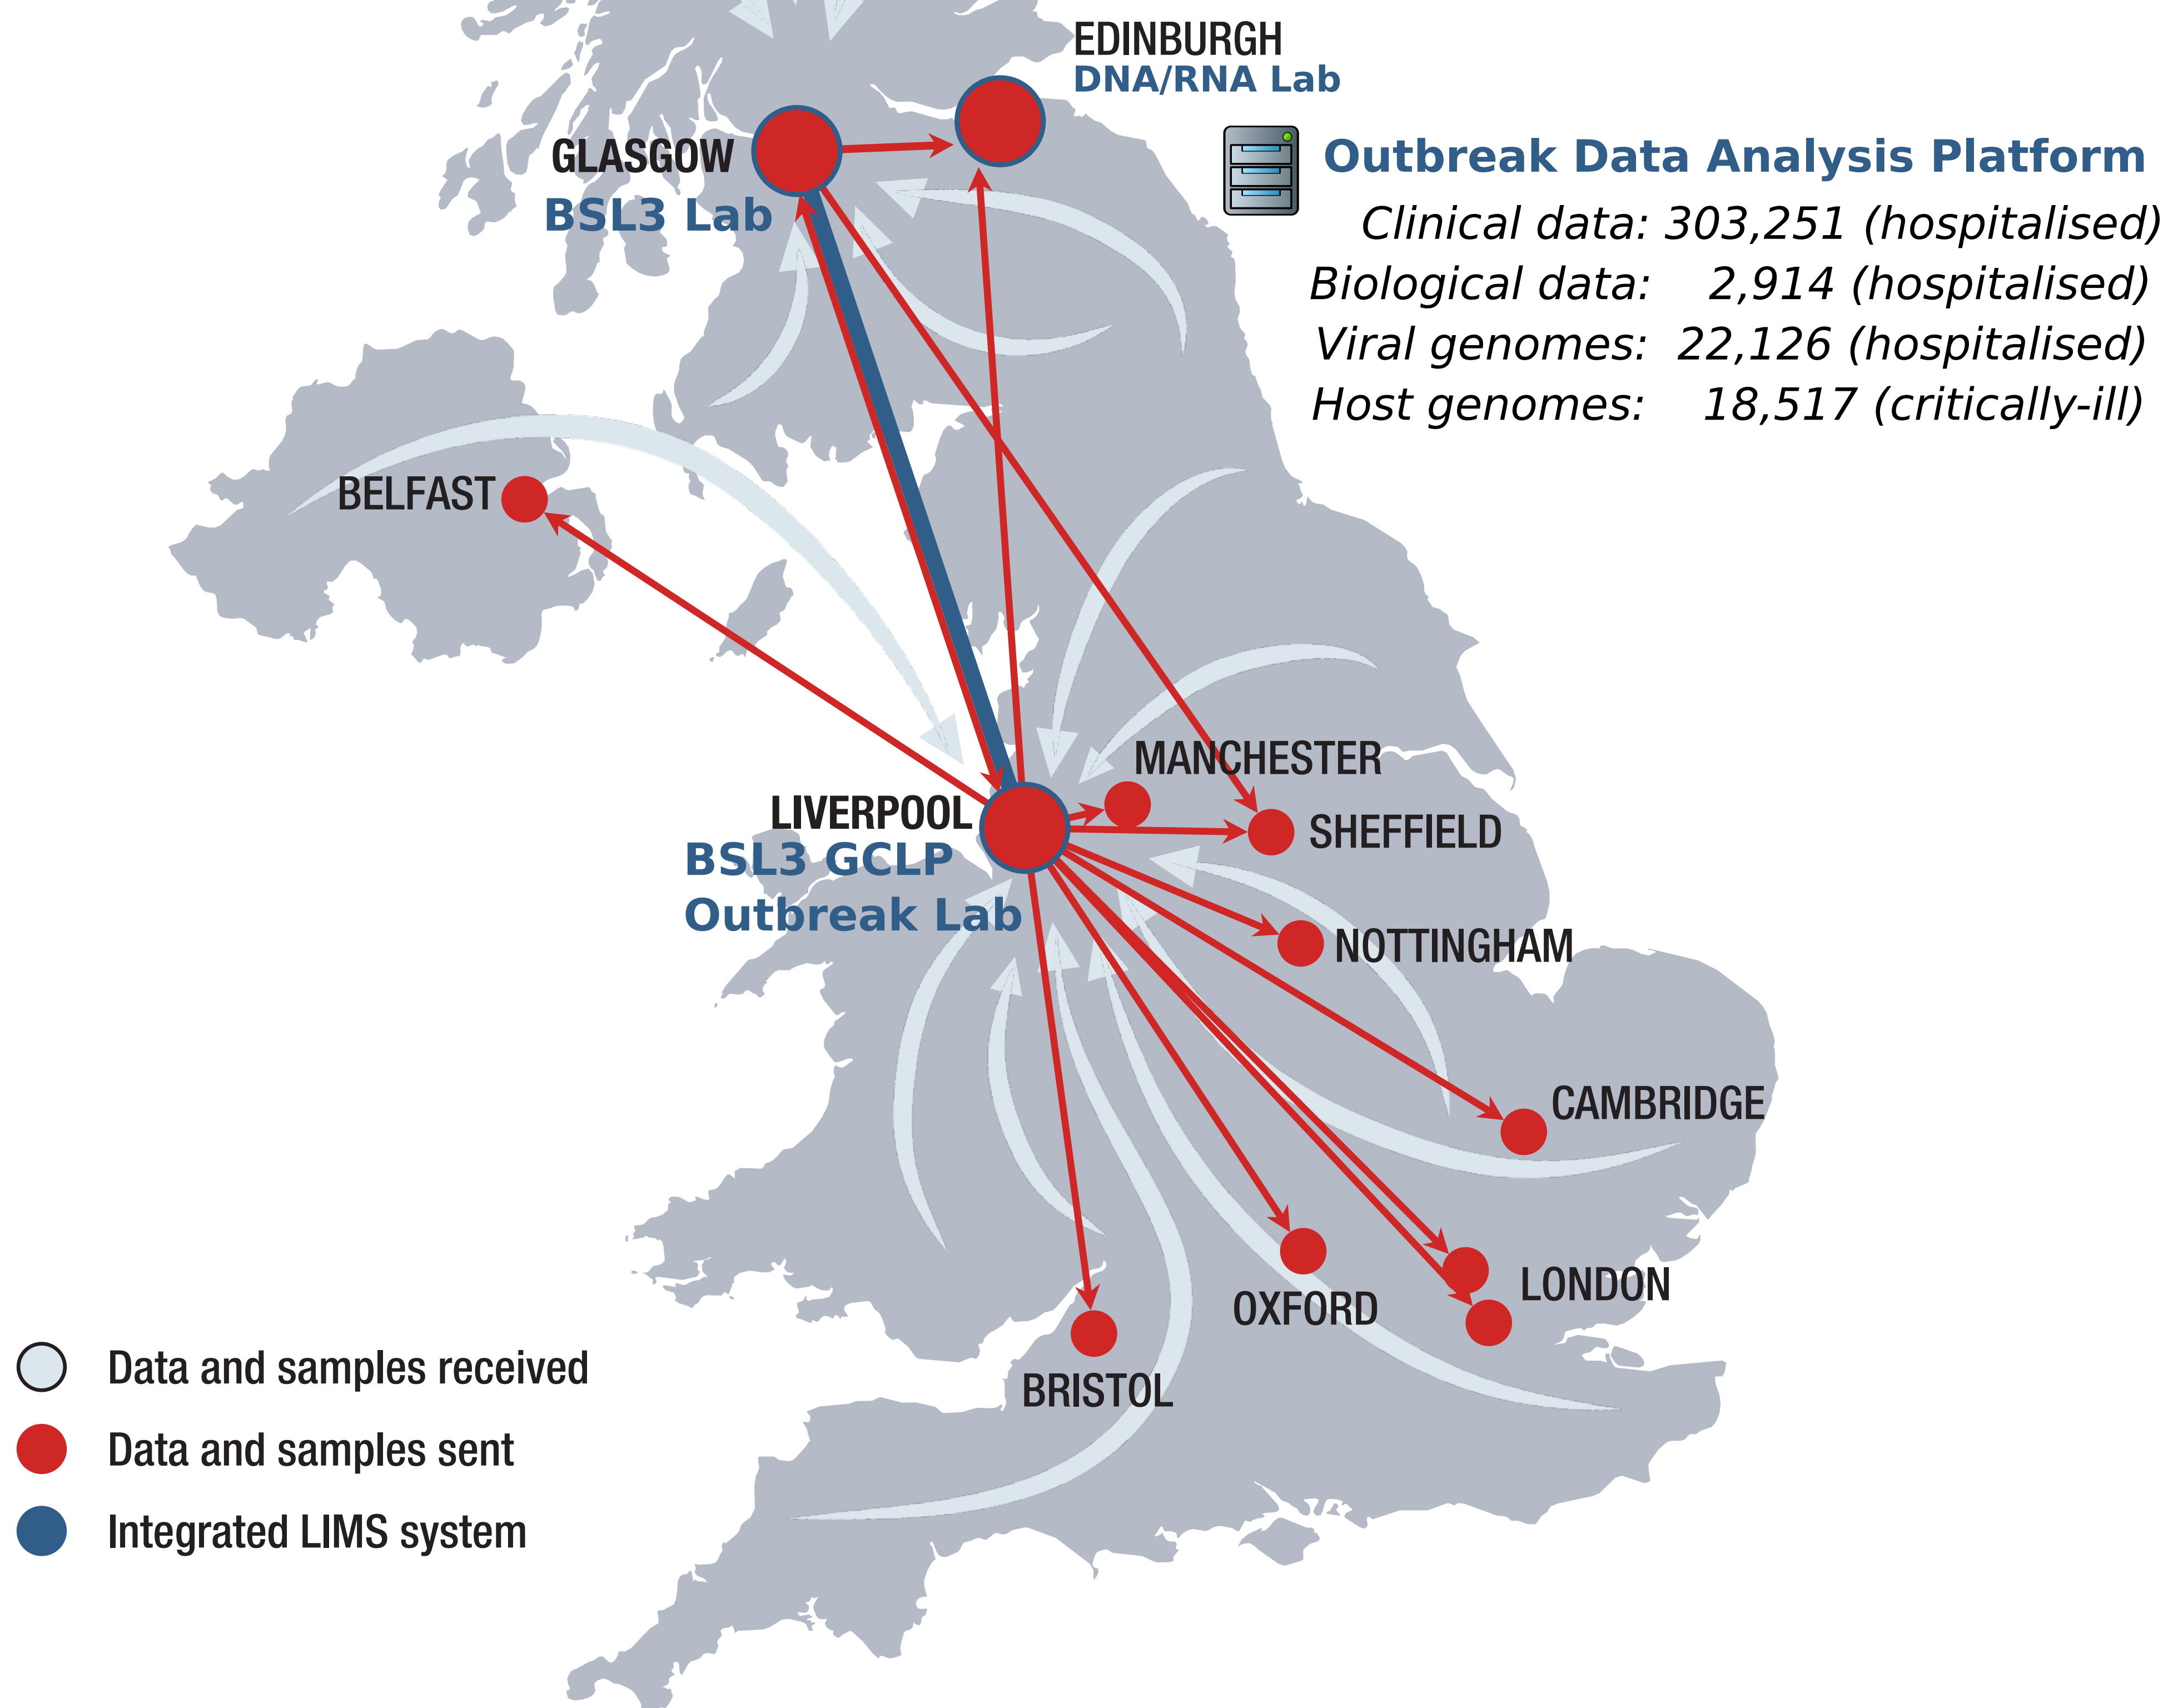 EDINBURGH
DNA/RNA Lab
GLASGOW
BSL3 Lab
Outbreak Data Analysis Platform
Clinical data: 303,251 (hospitalised)
Biological data: 2,914 (hospitalised)
Viral genomes: 22,126 (hospitalised)
Host genomes: 18,517 (critically-ill)
BELFAST
MANCHESTER
LIVERPOOL
BSL3 GCLP
Outbreak Lab
SHEFFIELD
NOTTINGHAM
CAMBRIDGE
LONDON
OXFORD
BRISTOL
Data and samples received
Data and samples sent
Integrated LIMS system